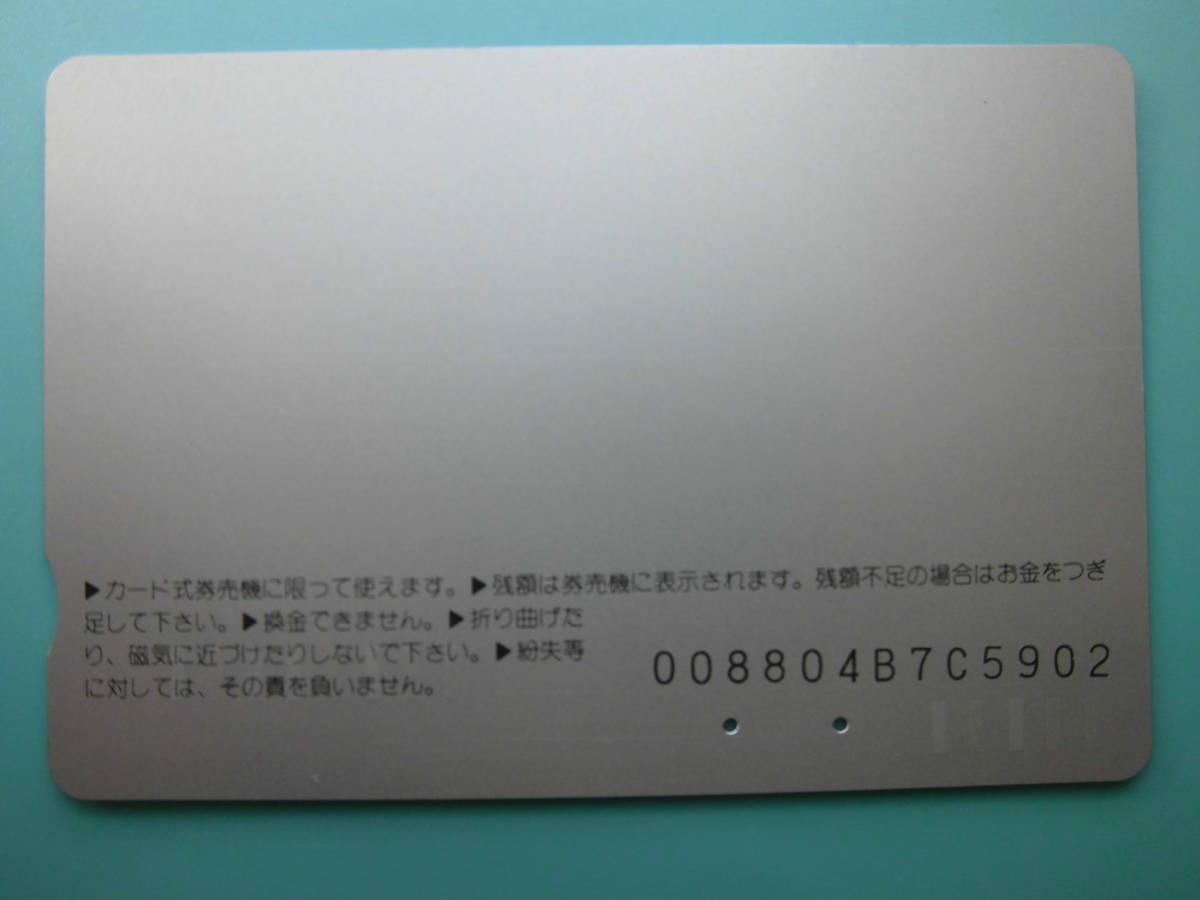 ▶カード式券売機に限って使えます。▶残額は券売機に表示されます。残額不足の場合はお金をつぎ
足して下さい。▶換金できません。▶折り曲げた
り、磁気に近づけたりしないで下さい。▶紛失等
に対しては、その責を負いません。
008804B7C5902